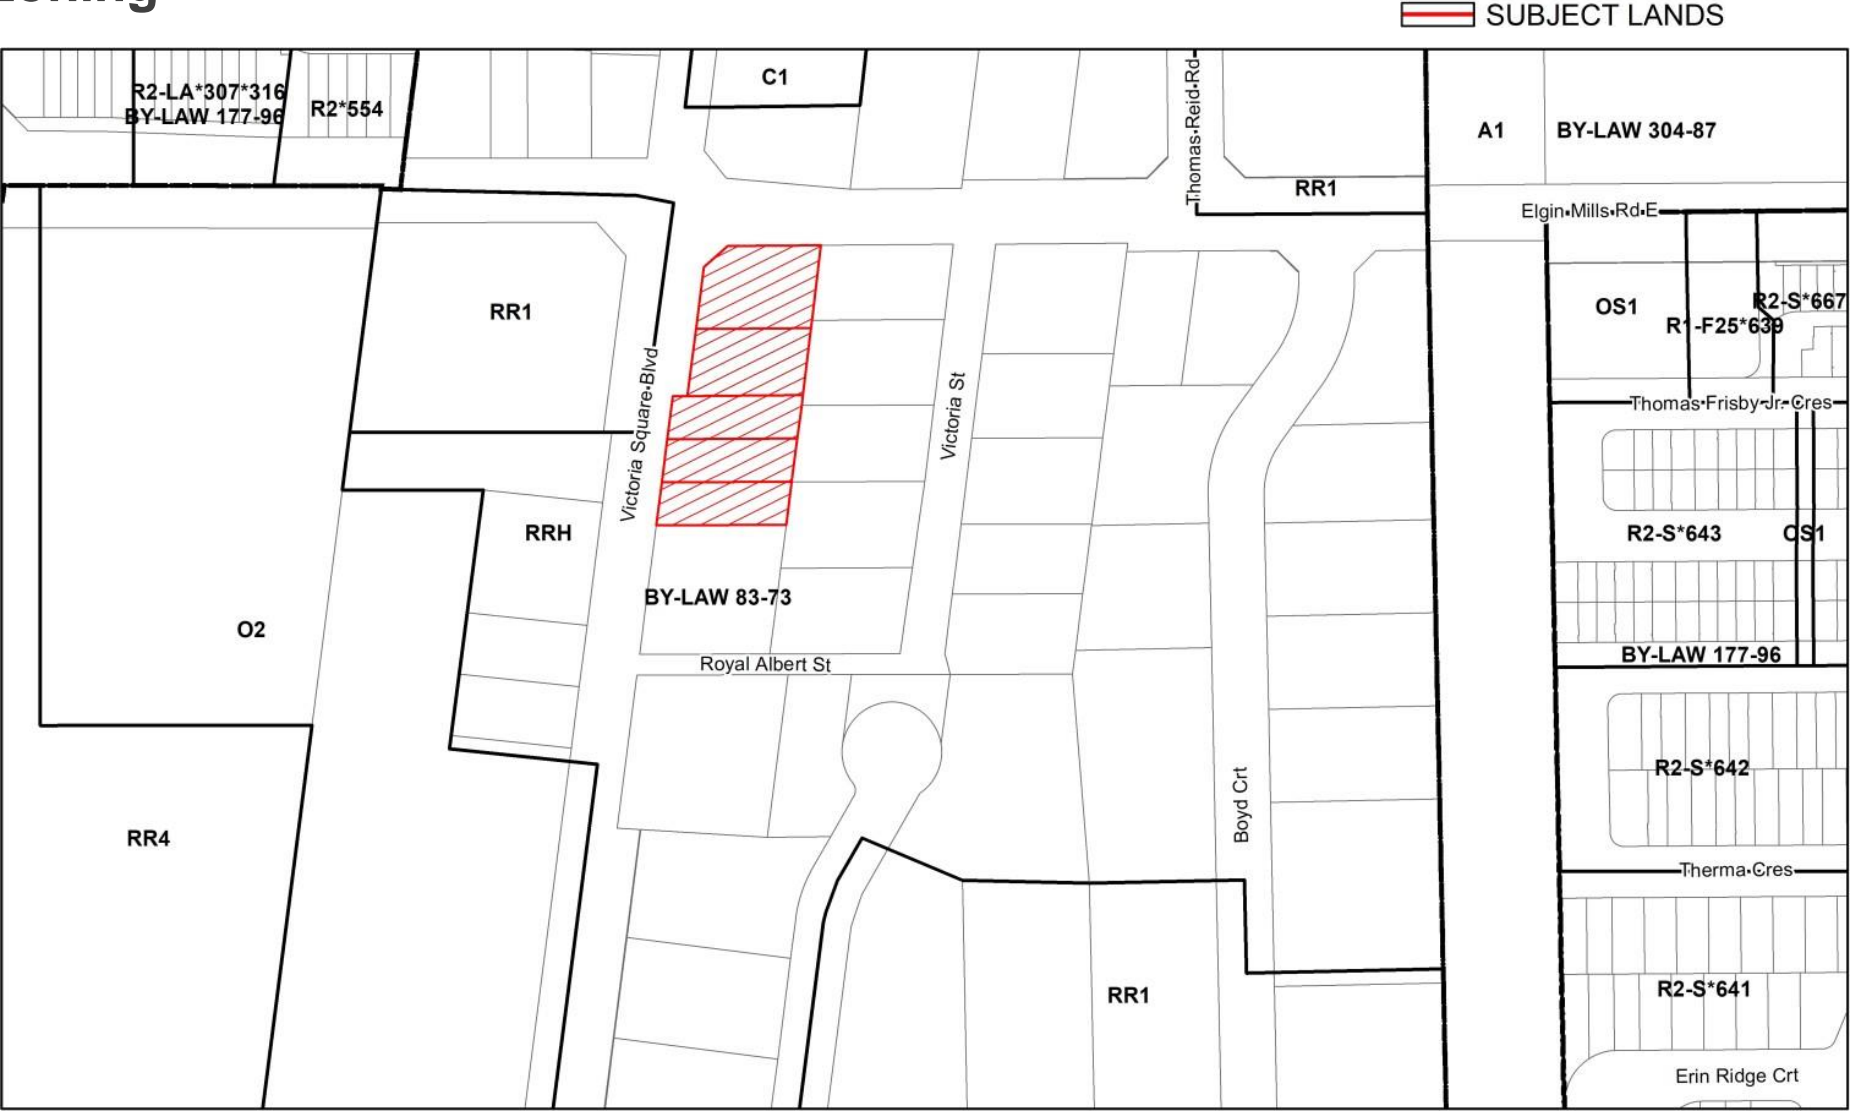 SUBJECT LANDS
C1
R2-LA*307*316
BY-LAW 177-96
R2*554
Thomas Reid Rd
A1
BY-LAW 304-87
RR1
Elgin Mills Rd E
RR1
OS1
R2-S*667
R1-F25*639
Victoria Square Blvd
Victoria St
Thomas Frisby Jr. Cres
RRH
R2-S*643
OS1
BY-LAW 83-73
O2
Royal Albert St
BY-LAW 177-96
R2-S*642
Boyd Crt
RR4
Therma Cres
RR1
R2-S*641
Erin Ridge Crt